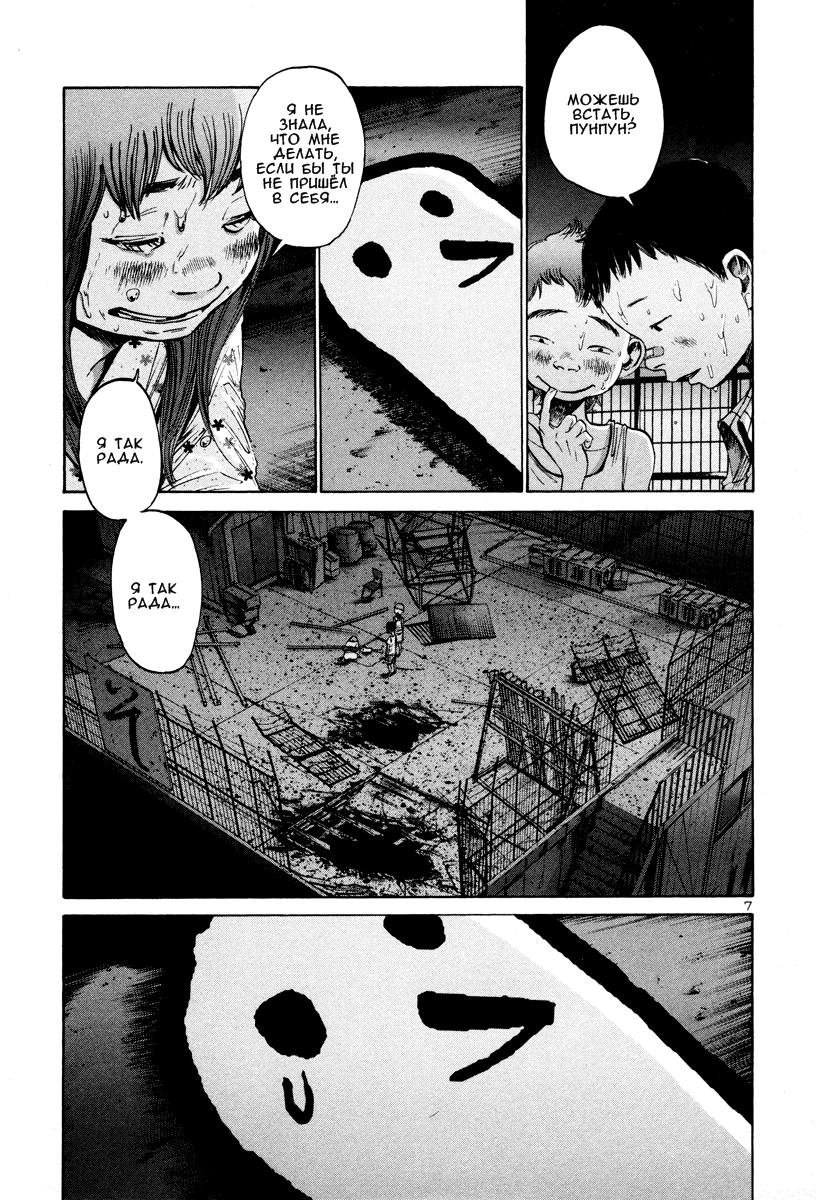 МОЖЕШЬ
ВСТАТЬ,
ПУНПУН?
Я НЕ
ЗНАЛА,
ЧТО МНЕ
ДЕЛАТЬ,
ЕСЛИ БЫ ТЫ
НЕ ПРИШЁЛ
В СЕБЯ...
Я ТАК
РАДА.
Я ТАК
РАДА...
7